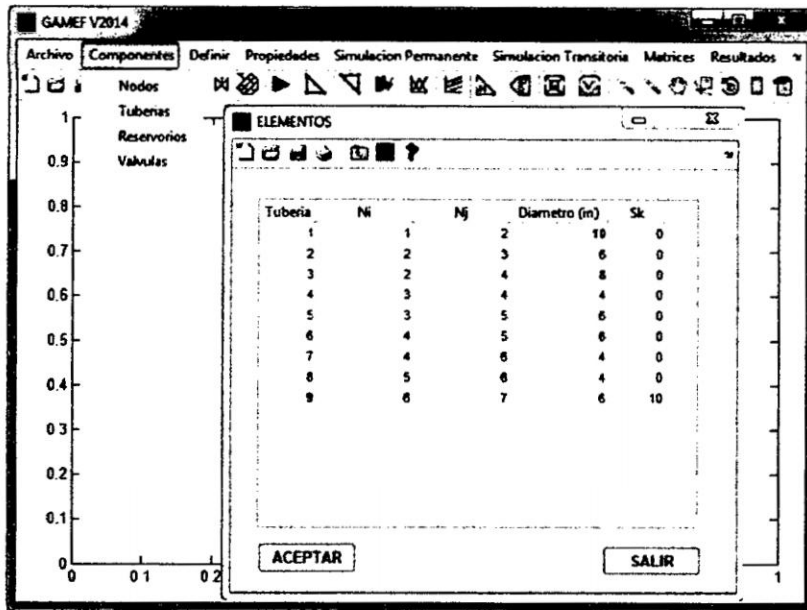 GAMEF V2014
Archivo Componentes Definir Propiedades Simulacion Permanente Simulacion Transitoria Matrices Resultados
Nodos
Tuberias
Reservorios
Valvulas
ELEMENTOS
Tuberia Ni Nj Diametro (in) Sk
1 1 2 10 0
2 2 3 6 0
3 2 4 8 0
4 3 4 4 0
5 3 5 6 0
6 4 5 6 0
7 4 6 4 0
8 5 6 4 0
9 6 7 6 10
ACEPTAR SALIR
1
0.9
0.8
0.7
0.6
0.5
0.4
0.3
0.2
0.1
0
0 0.1 0.2 1